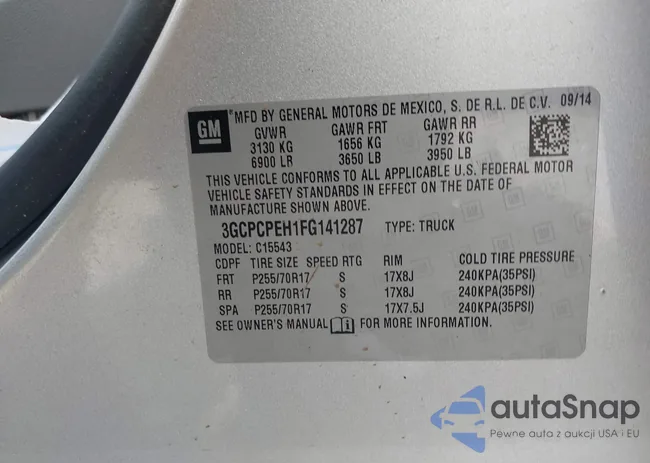 GM
MFD BY GENERAL MOTORS DE MEXICO, S. DE R.L. DE C.V. 09/14
GVWR GAWR FRT GAWR RR
3130 KG 1656 KG 1792 KG
6900 LB 3650 LB 3950 LB
THIS VEHICLE CONFORMS TO ALL APPLICABLE U.S. FEDERAL MOTOR
VEHICLE SAFETY STANDARDS IN EFFECT ON THE DATE OF
MANUFACTURE SHOWN ABOVE.
3GCPCPEH1FG141287 TYPE: TRUCK
MODEL: C15543
CDPF TIRE SIZE SPEED RTG RIM COLD TIRE PRESSURE
FRT P255/70R17 S 17X8J 240KPA(35PSI)
RR P255/70R17 S 17X8J 240KPA(35PSI)
SPA P255/70R17 S 17X7.5J 240KPA(35PSI)
SEE OWNER'S MANUAL FOR MORE INFORMATION.
autaSnap
Pewne auta z aukcji USA i EU